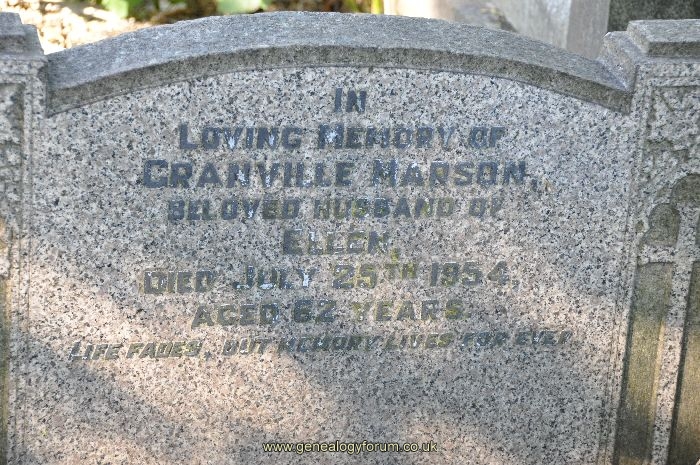 IN
LOVING MEMORY OF
GRANVILLE MARSON,
BELOVED HUSBAND OF
ELLEN,
DIED JULY 25TH 1954,
AGED 62 YEARS.
LIFE FADES, BUT MEMORY LIVES FOR EVER
www.genealogyforum.co.uk